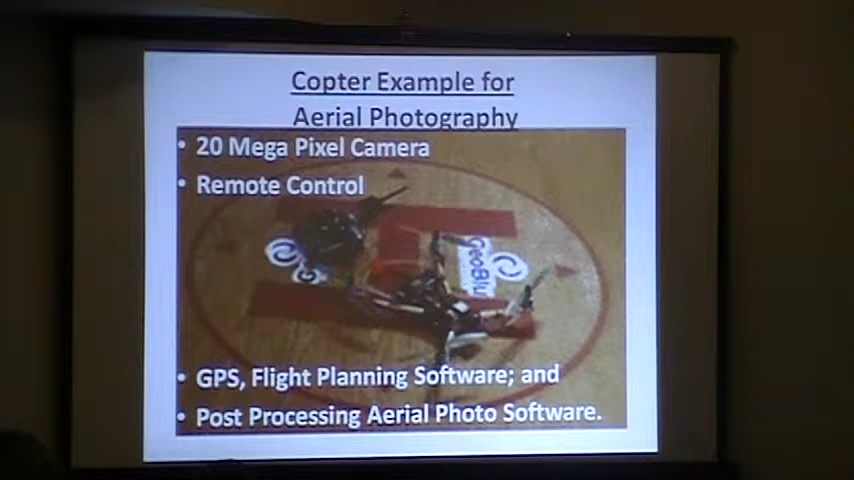 Copter Example for
Aerial Photography
• 20 Mega Pixel Camera
• Remote Control
GeoBlu
• GPS, Flight Planning Software; and
• Post Processing Aerial Photo Software.